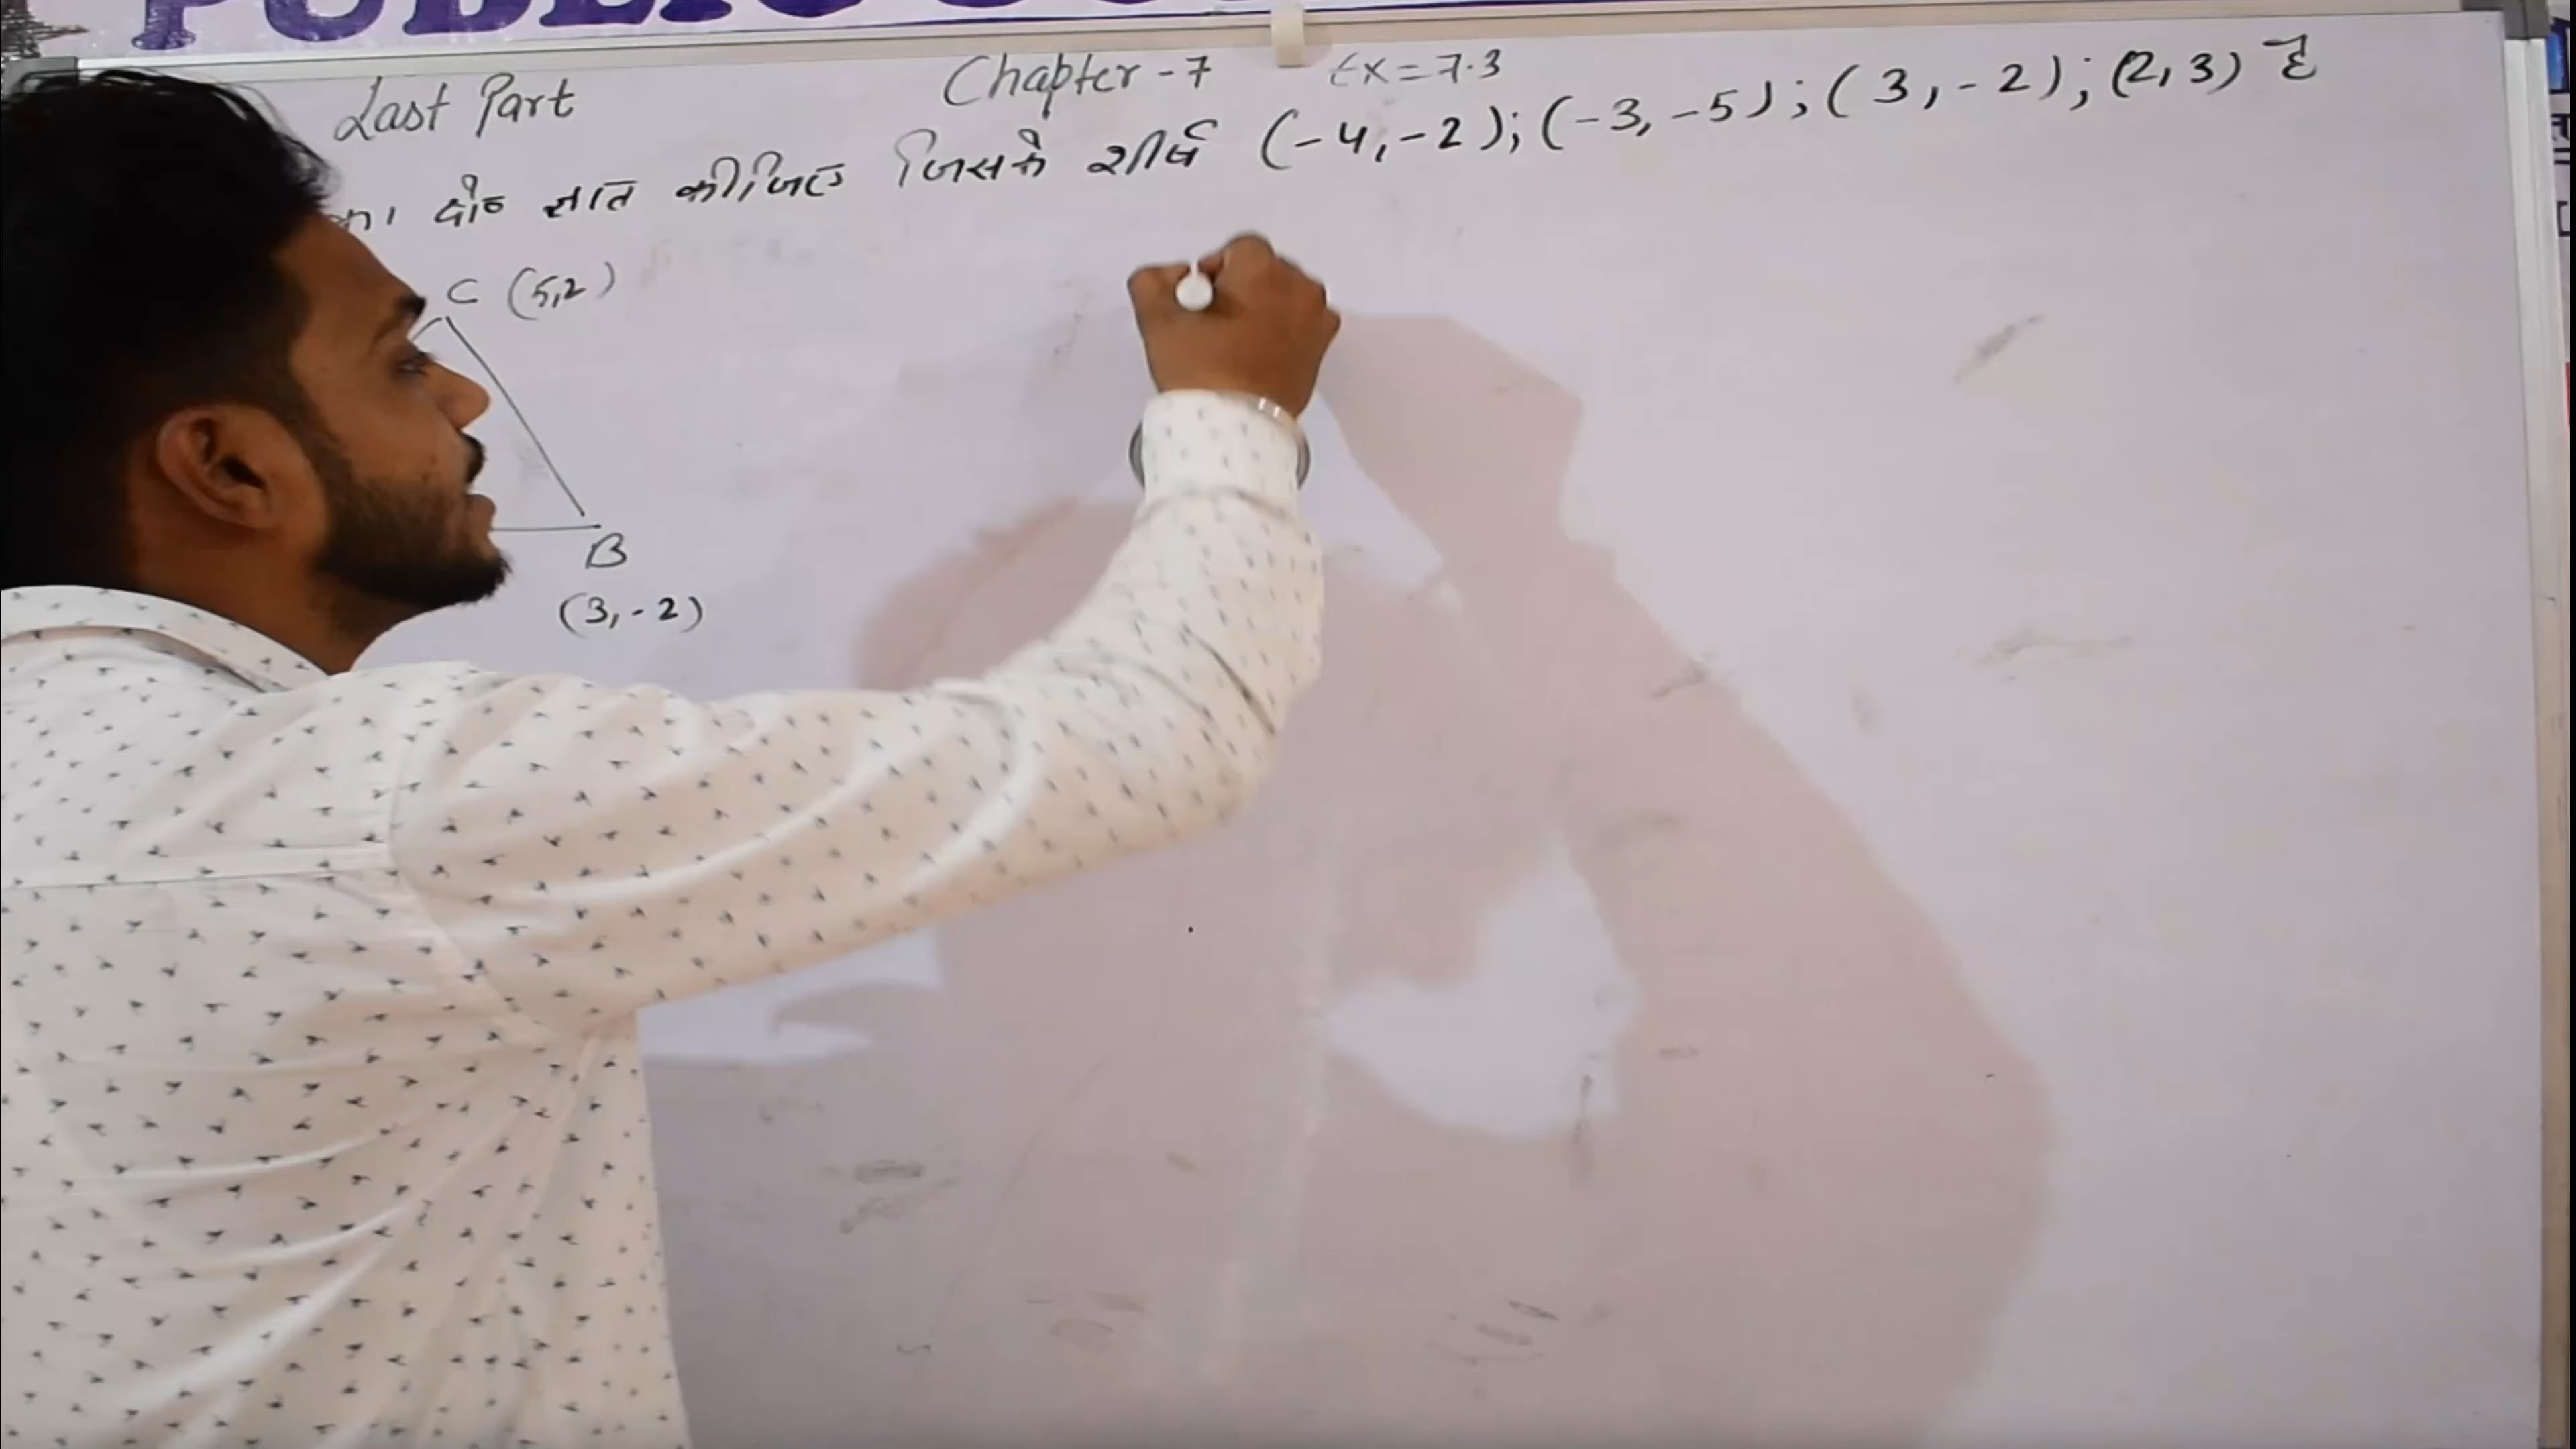 PUBLIC
Last Part
Chapter-7 Ex=7.3
का क्षेत्र ज्ञात कीजिए जिसके शीर्ष (-4,-2);(-3,-5);(3,-2);(2,3) है
C (5,2)
B
(3,-2)